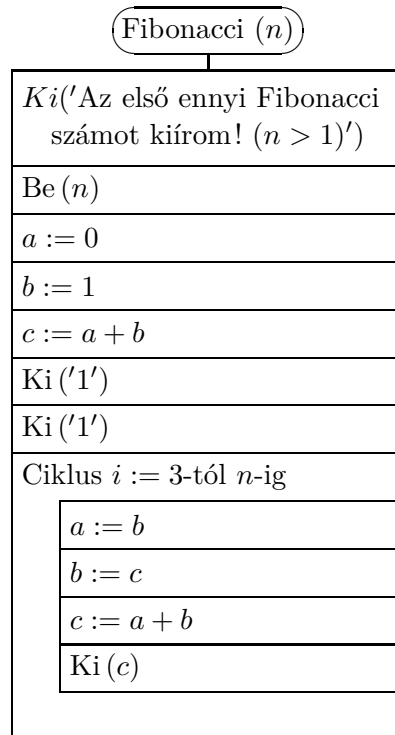 Fibonacci (n)
Ki('Az első ennyi Fibonacci
számot kiírom! (n > 1)')
Be (n)
a := 0
b := 1
c := a + b
Ki ('1')
Ki ('1')
Ciklus i := 3-tól n-ig
a := b
b := c
c := a + b
Ki (c)